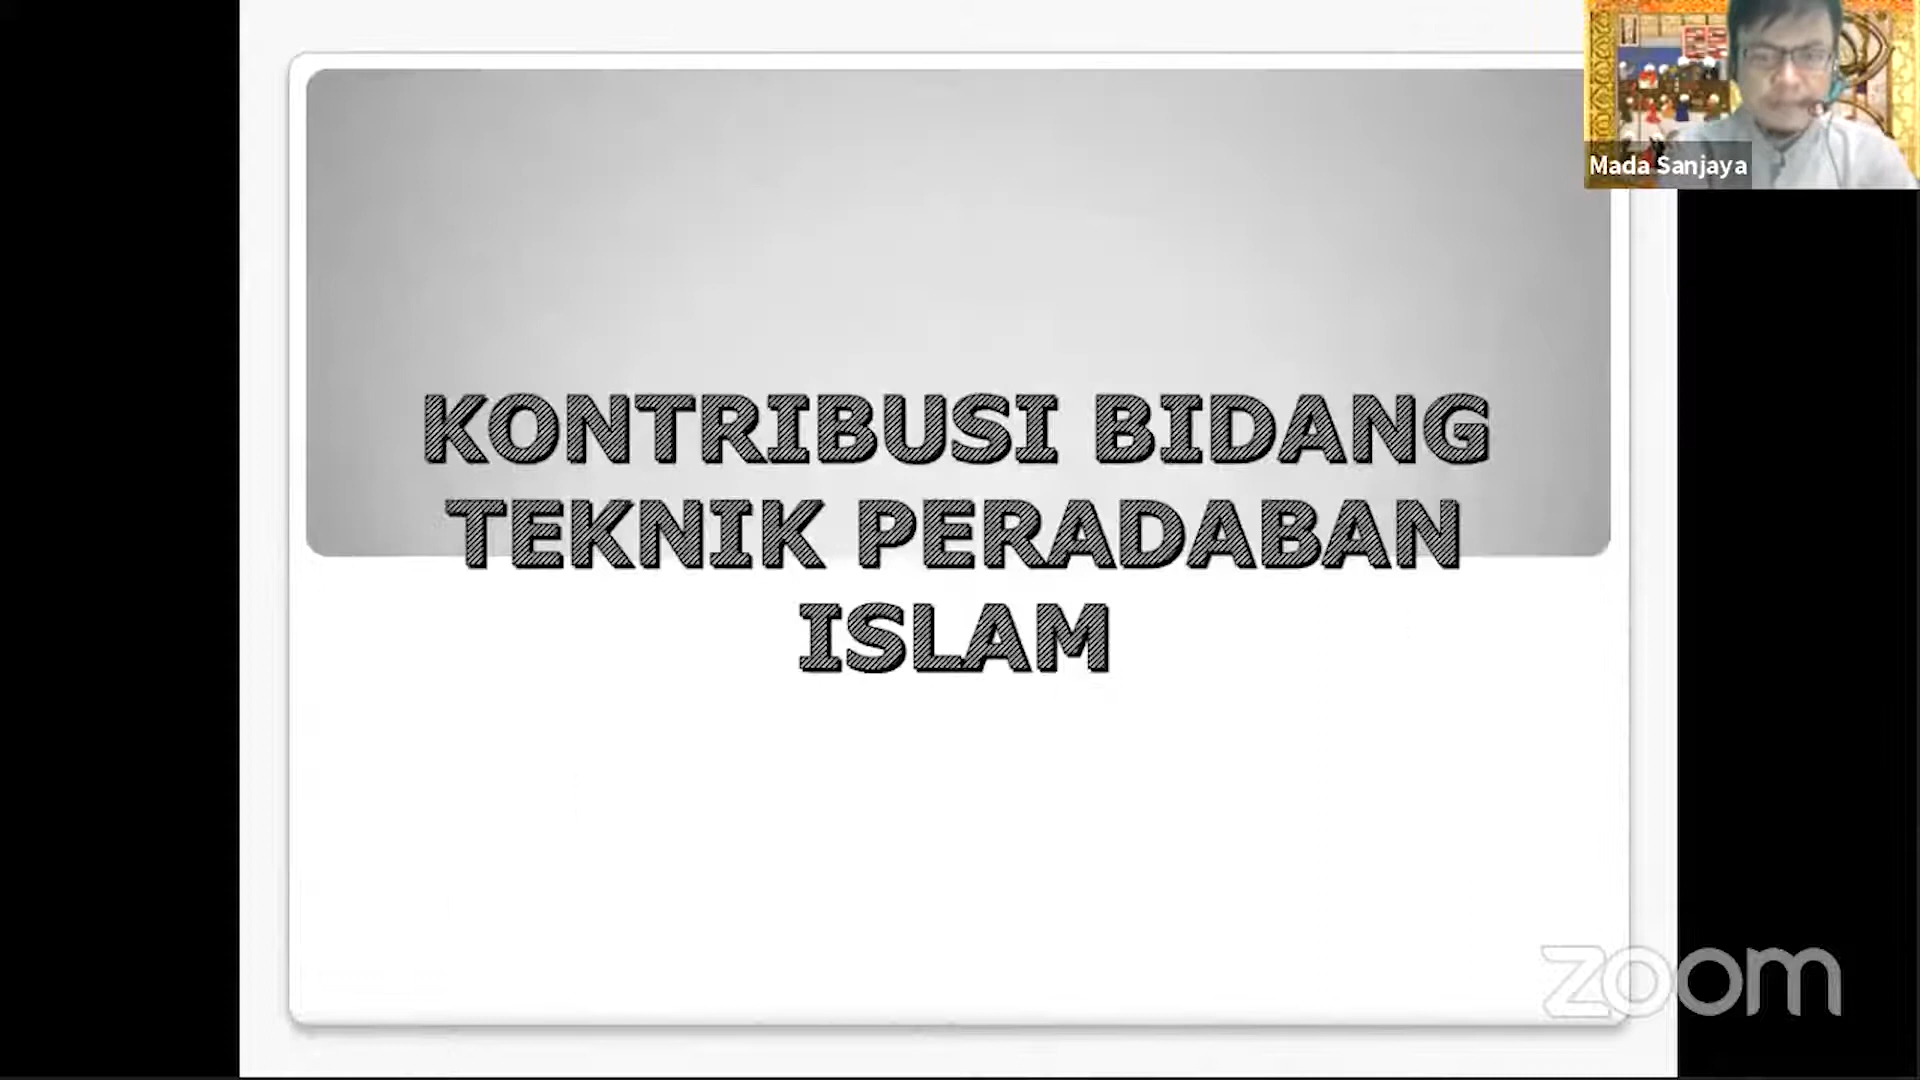 Mada Sanjaya
KONTRIBUSI BIDANG
TEKNIK PERADABAN
ISLAM
zoom